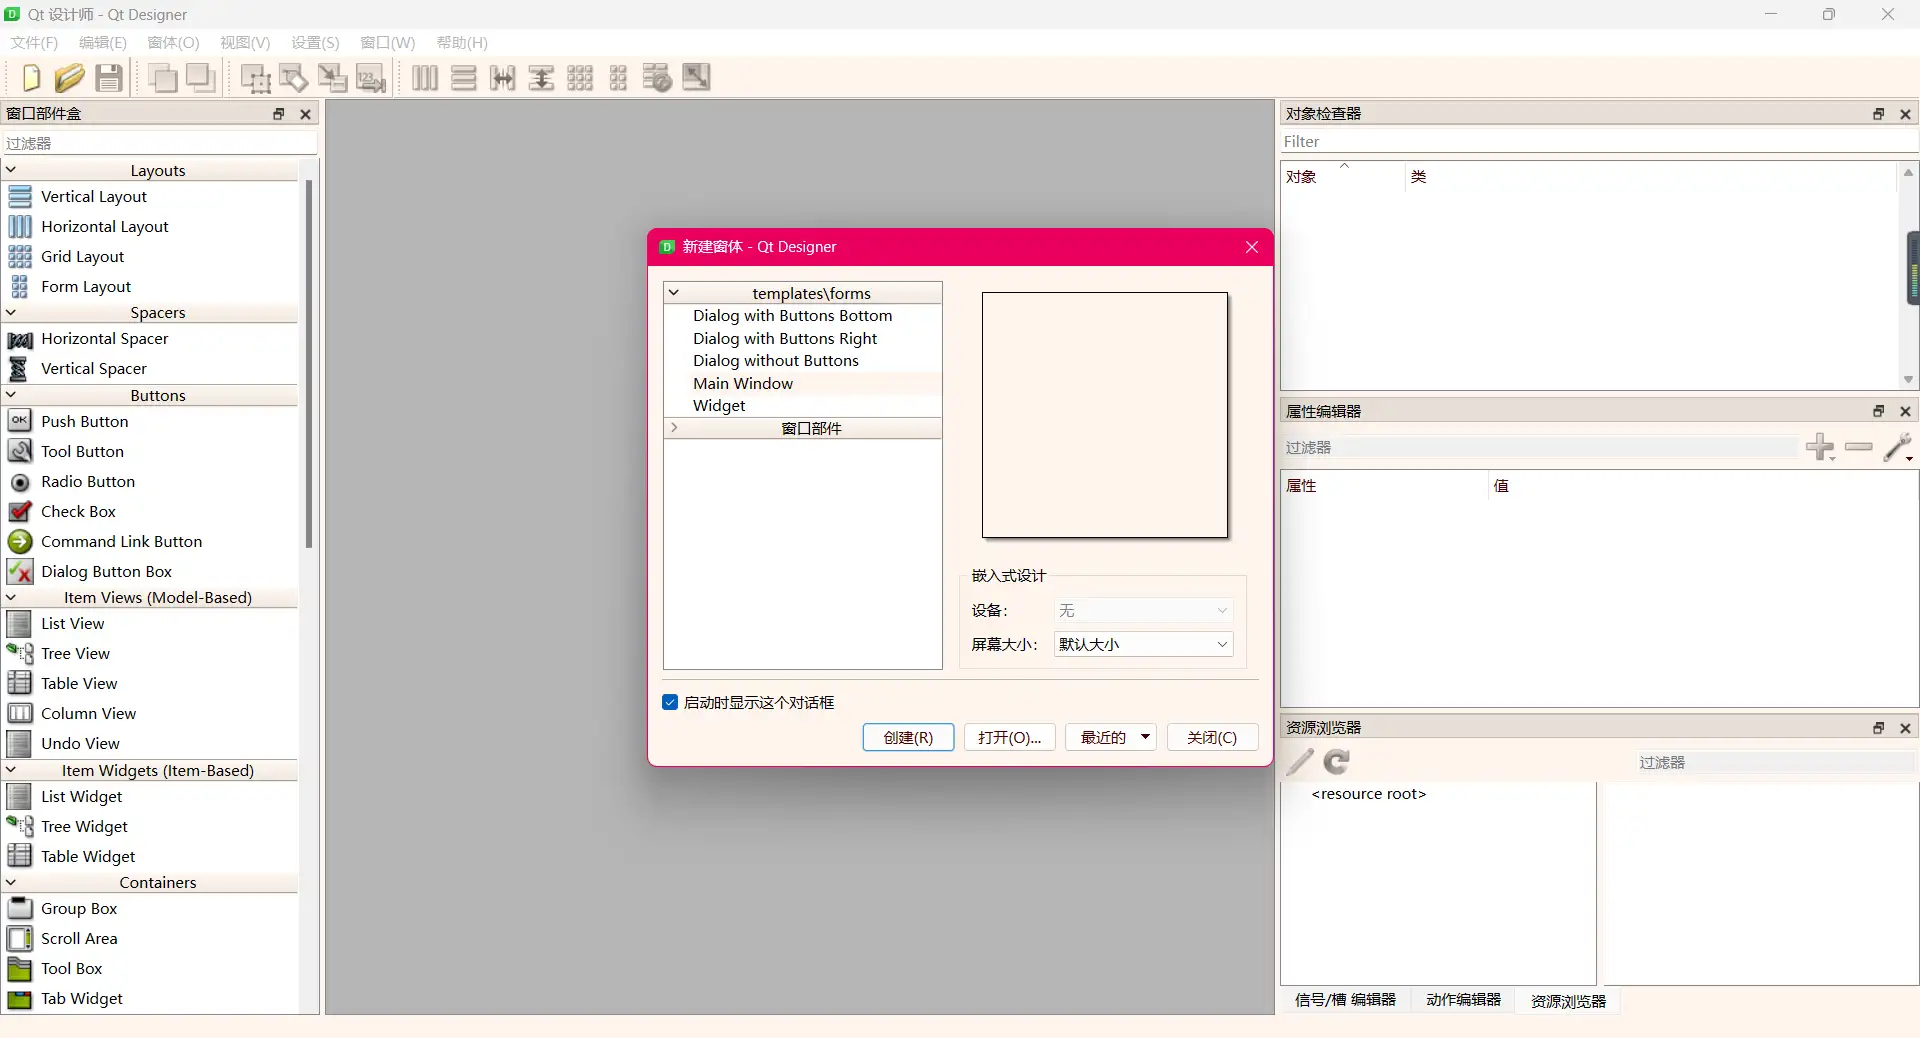 Qt 设计师 - Qt Designer
文件(F) 编辑(E) 窗体(O) 视图(V) 设置(S) 窗口(W) 帮助(H)
窗口部件盒
过滤器
Layouts
Vertical Layout
Horizontal Layout
Grid Layout
Form Layout
Spacers
Horizontal Spacer
Vertical Spacer
Buttons
OK Push Button
Tool Button
Radio Button
Check Box
Command Link Button
Dialog Button Box
Item Views (Model-Based)
List View
Tree View
Table View
Column View
Undo View
Item Widgets (Item-Based)
List Widget
Tree Widget
Table Widget
Containers
Group Box
Scroll Area
Tool Box
Tab Widget
新建窗体 - Qt Designer
templates\forms
Dialog with Buttons Bottom
Dialog with Buttons Right
Dialog without Buttons
Main Window
Widget
窗口部件
嵌入式设计
设备: 无
屏幕大小: 默认大小
启动时显示这个对话框
创建(R) 打开(O)... 最近的 关闭(C)
对象检查器
Filter
对象 类
属性编辑器
过滤器
属性 值
资源浏览器
过滤器
<resource root>
信号/槽 编辑器 动作编辑器 资源浏览器